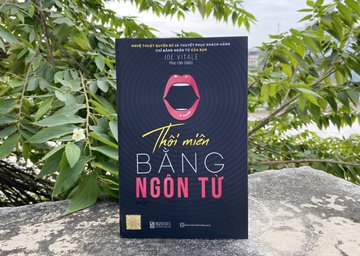 NGHỆ THUẬT QUYẾN RŨ VÀ THUYẾT PHỤC KHÁCH HÀNG
CHỈ BẰNG NGÔN TỪ CỦA BẠN
JOE VITALE
Thôi miên
BẰNG
NGÔN TỪ
BIZBOOKS